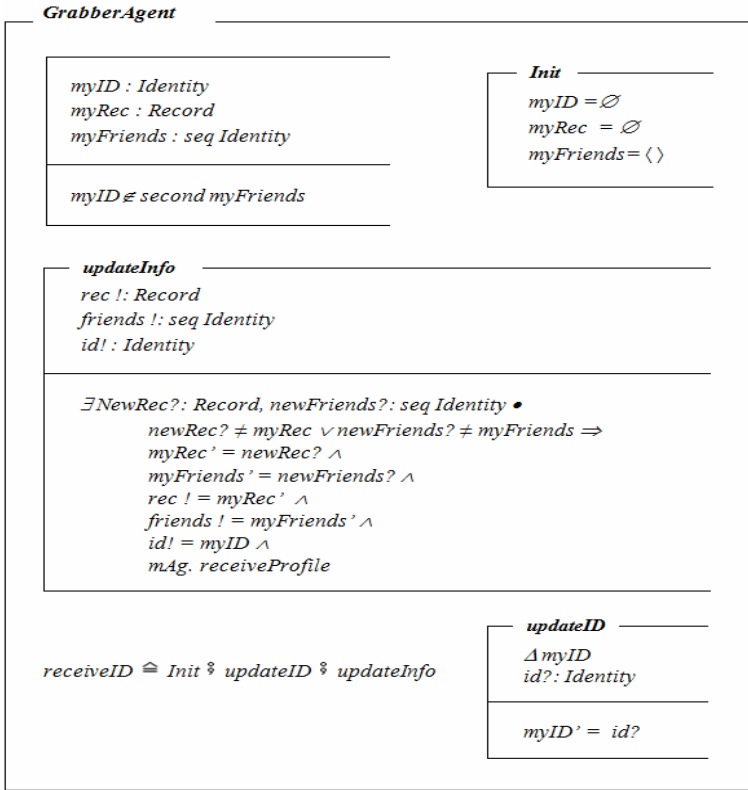 GrabberAgent
myID : Identity
myRec : Record
myFriends : seq Identity
myID ∉ second myFriends
Init
myID = ∅
myRec = ∅
myFriends= ⟨ ⟩
updateInfo
rec !: Record
friends !: seq Identity
id! : Identity
∃ NewRec?: Record, newFriends?: seq Identity •
newRec? ≠ myRec ∨ newFriends? ≠ myFriends ⇒
myRec’ = newRec? ∧
myFriends’ = newFriends? ∧
rec ! = myRec’ ∧
friends ! = myFriends’ ∧
id! = myID ∧
mAg. receiveProfile
receiveID ≙ Init ⨟ updateID ⨟ updateInfo
updateID
Δ myID
id?: Identity
myID’ = id?